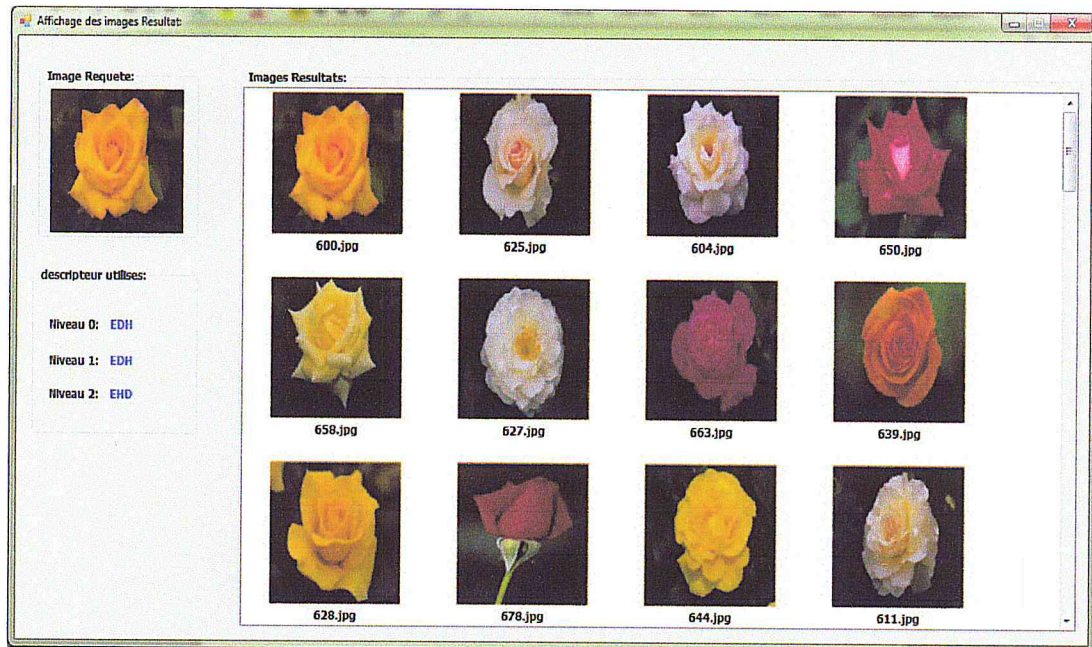 Affichage des images Resultat:
Image Requete:
Images Resultats:
600.jpg 625.jpg 604.jpg 650.jpg
descripteur utilises:
Niveau 0: EDH
Niveau 1: EDH
Niveau 2: EHD
658.jpg 627.jpg 663.jpg 639.jpg
628.jpg 678.jpg 644.jpg 611.jpg